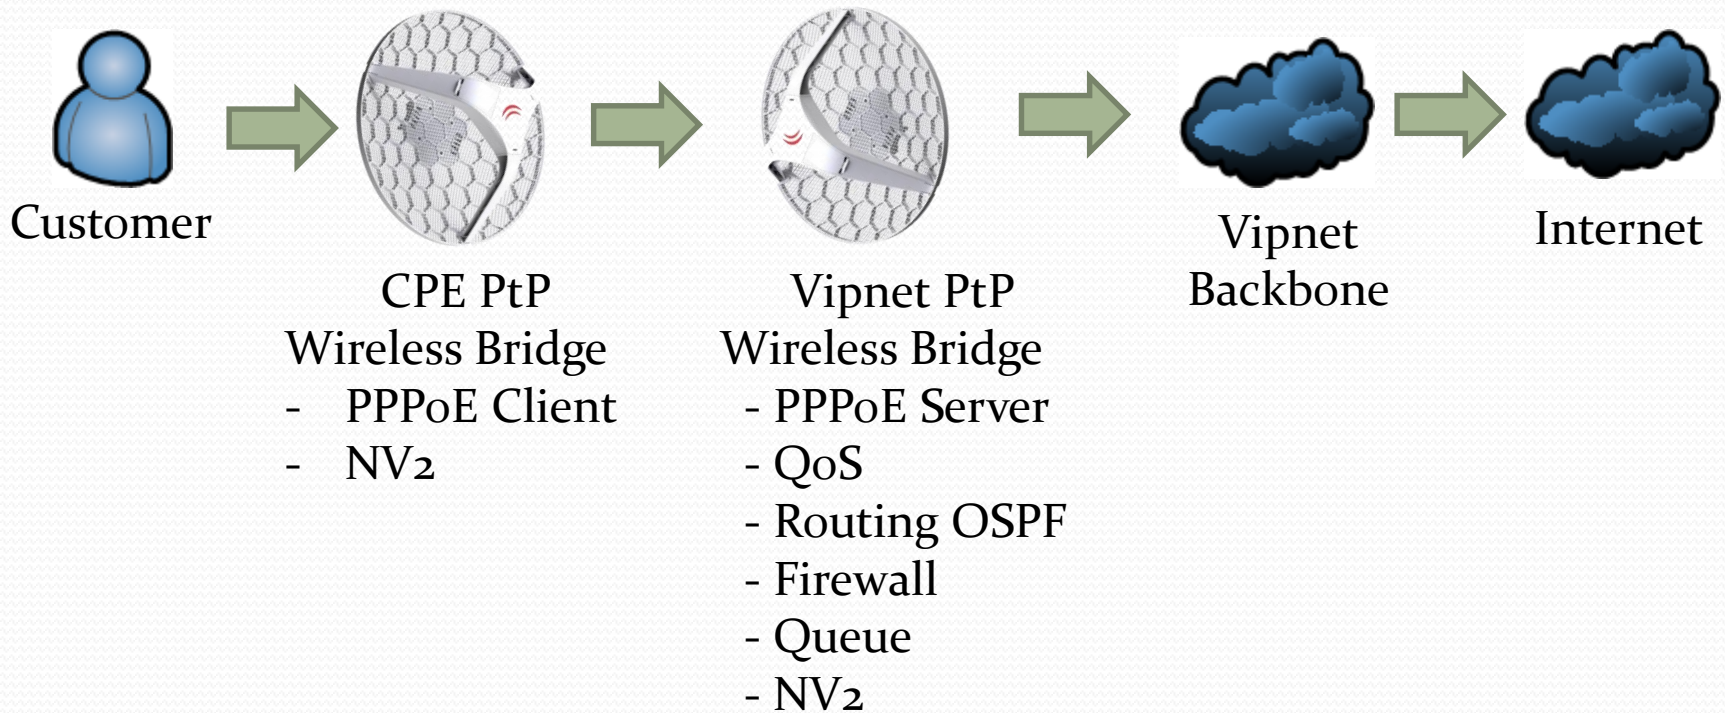 Customer
CPE PtP
Wireless Bridge
- PPPoE Client
- NV2
Vipnet PtP
Wireless Bridge
- PPPoE Server
- QoS
- Routing OSPF
- Firewall
- Queue
- NV2
Vipnet
Backbone
Internet